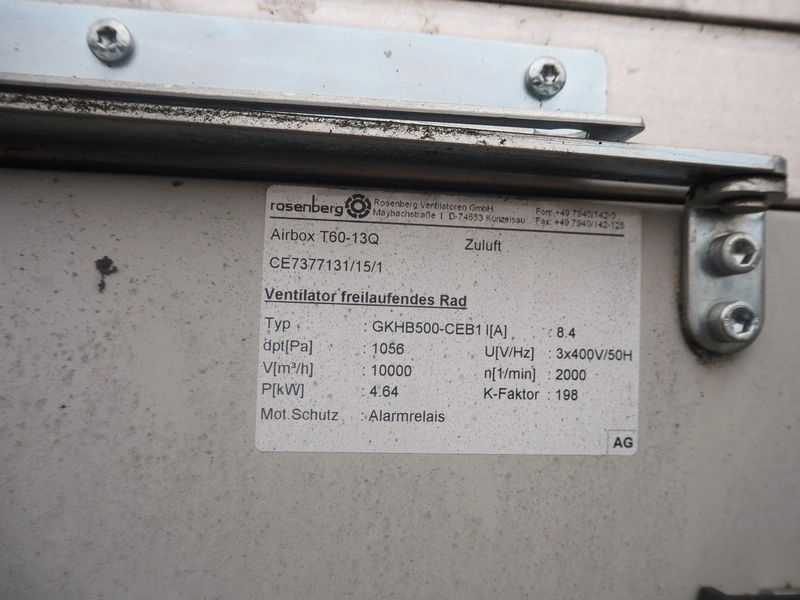 rosenberg Rosenberg Ventilatoren GmbH
Maybachstraße 1 D-74653 Künzelsau
Fon: +49 7940/142-0
Fax: +49 7940/142-125
Airbox T60-13Q Zuluft
CE7377131/15/1
Ventilator freilaufendes Rad
Typ : GKHB500-CEB1 I[A] : 8.4
dpt[Pa] : 1056 U[V/Hz] : 3x400V/50H
V[m³/h] : 10000 n[1/min] : 2000
P[kW] : 4.64 K-Faktor : 198
Mot.Schutz : Alarmrelais
AG